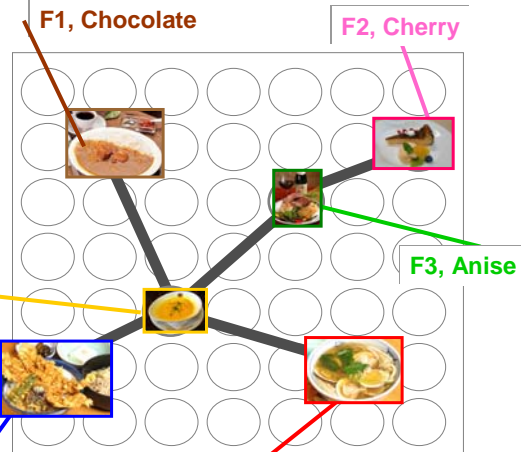 F1, Chocolate
F2, Cherry
F3, Anise